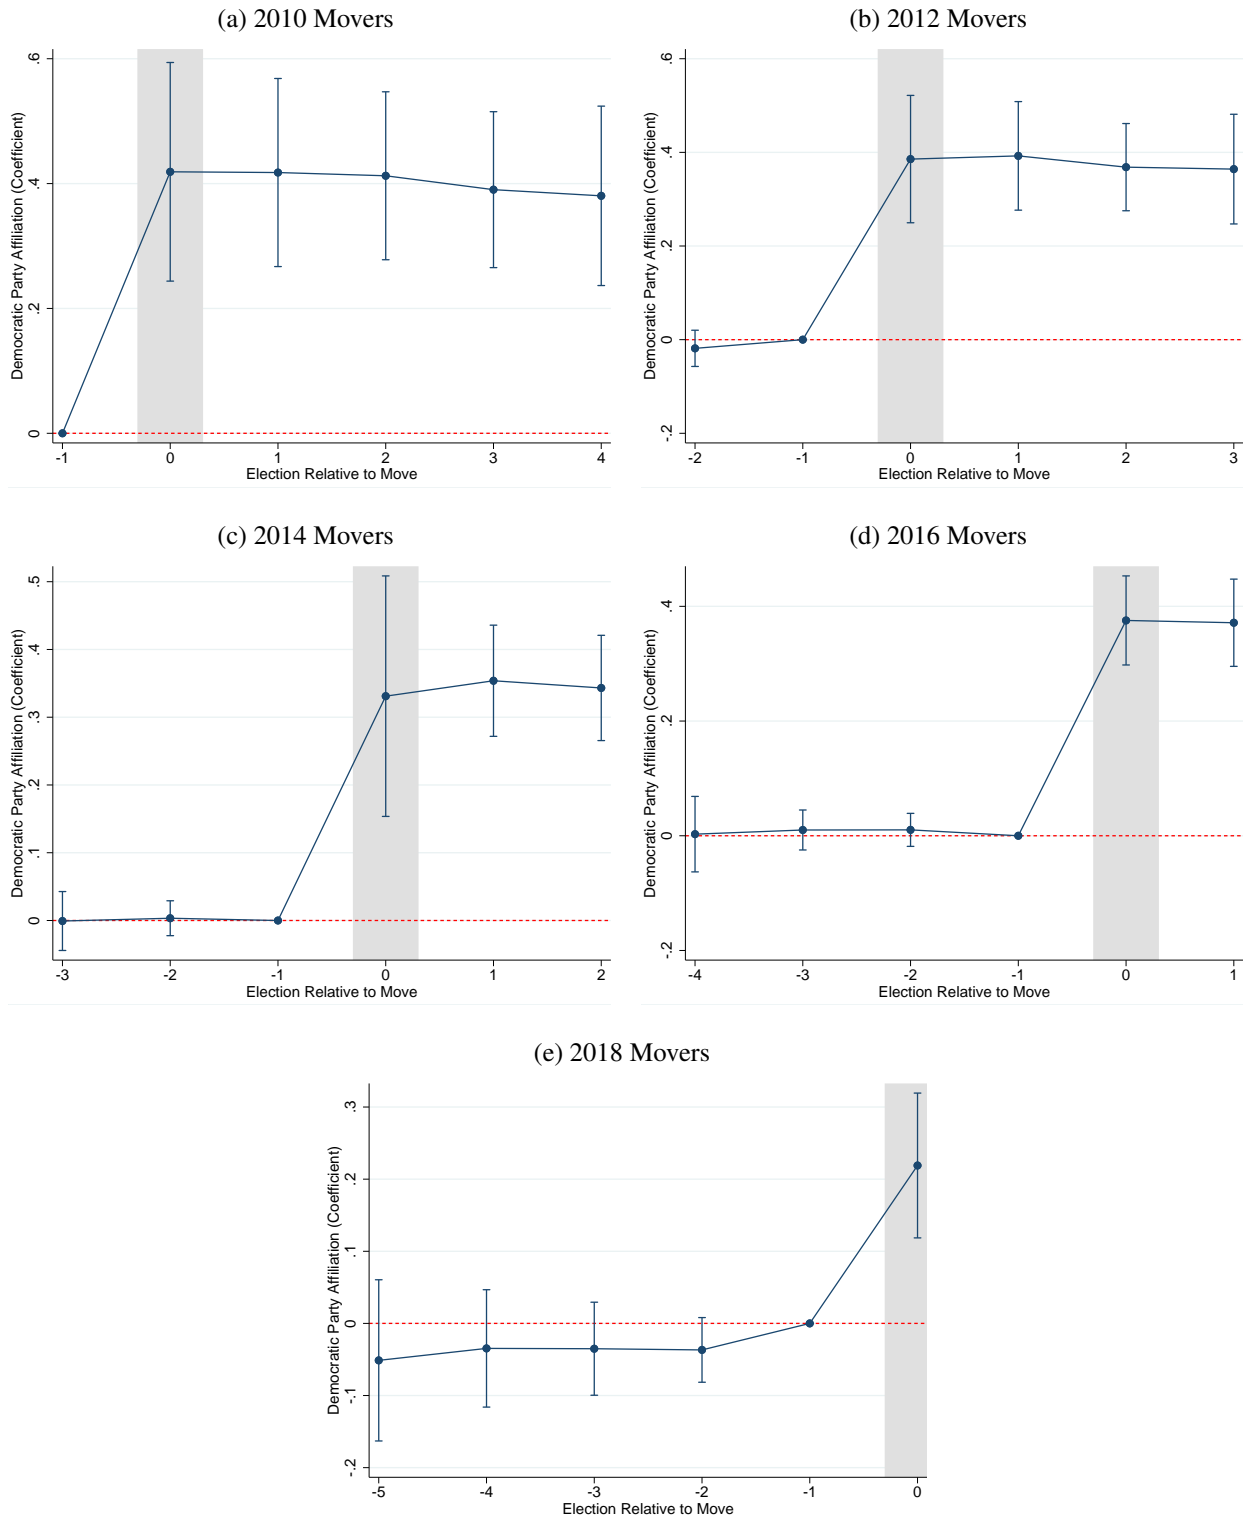 (a) 2010 Movers
Democratic Party Affiliation (Coefficient)
.6
.4
.2
0
-1 0 1 2 3 4
Election Relative to Move
(b) 2012 Movers
Democratic Party Affiliation (Coefficient)
.6
.4
.2
0
-.2
-2 -1 0 1 2 3
Election Relative to Move
(c) 2014 Movers
Democratic Party Affiliation (Coefficient)
.5
.4
.3
.2
.1
0
-3 -2 -1 0 1 2
Election Relative to Move
(d) 2016 Movers
Democratic Party Affiliation (Coefficient)
.4
.2
0
-.2
-4 -3 -2 -1 0 1
Election Relative to Move
(e) 2018 Movers
Democratic Party Affiliation (Coefficient)
.3
.2
.1
0
-.1
-.2
-5 -4 -3 -2 -1 0
Election Relative to Move